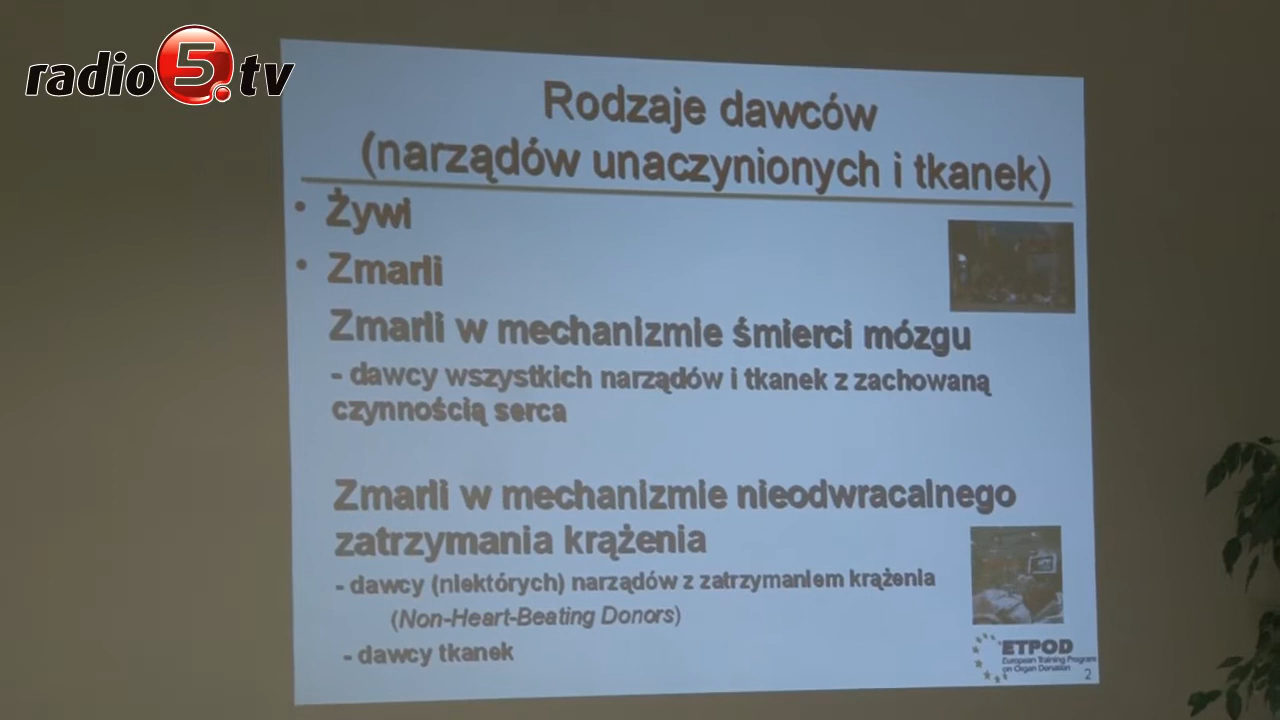 radio 5.tv
Rodzaje dawców
(narządów unaczynionych i tkanek)
• Żywi
• Zmarli
Zmarli w mechanizmie śmierci mózgu
- dawcy wszystkich narządów i tkanek z zachowaną
czynnością serca
Zmarli w mechanizmie nieodwracalnego
zatrzymania krążenia
- dawcy (niektórych) narządów z zatrzymaniem krążenia
(Non-Heart-Beating Donors)
- dawcy tkanek
ETPOD
European Training Program
on Organ Donation
2